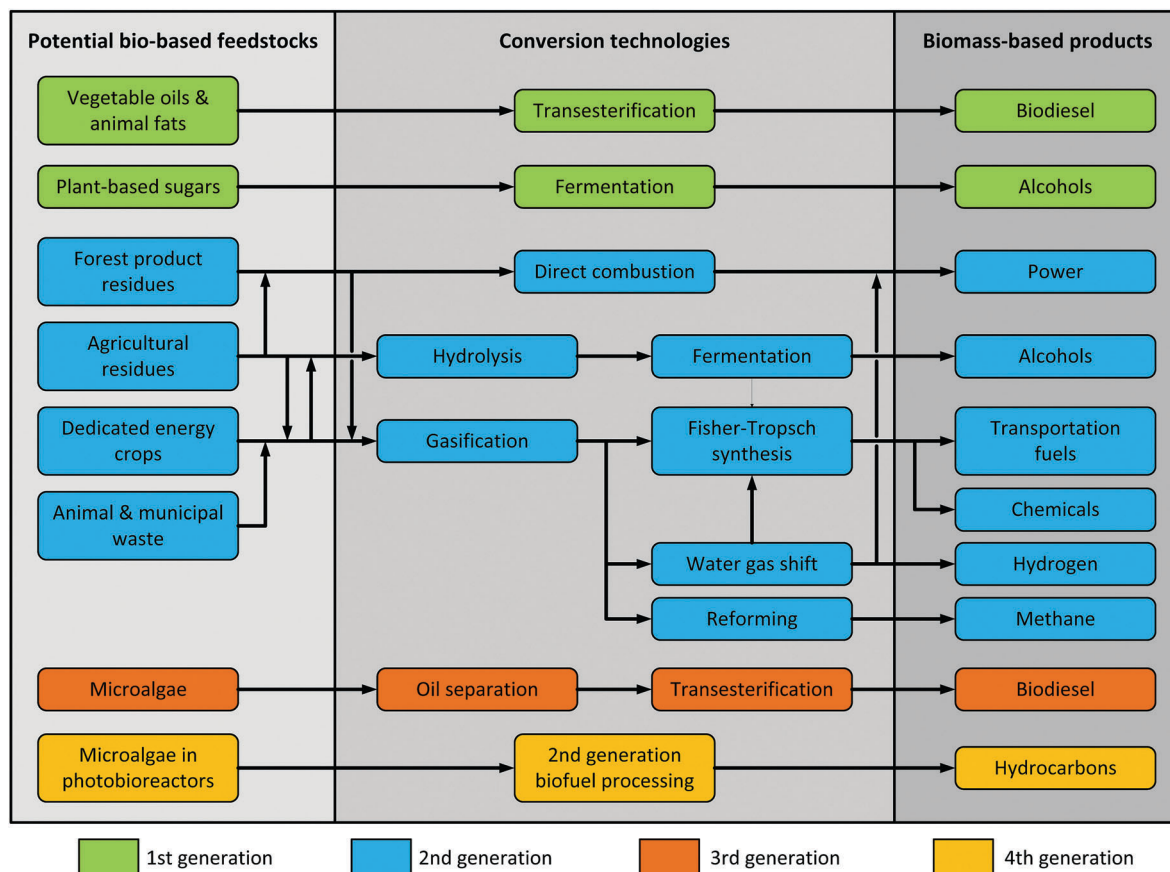 Potential bio-based feedstocks
Conversion technologies
Biomass-based products
Vegetable oils &
animal fats
Transesterification
Biodiesel
Plant-based sugars
Fermentation
Alcohols
Forest product
residues
Direct combustion
Power
Agricultural
residues
Hydrolysis
Fermentation
Alcohols
Dedicated energy
crops
Gasification
Fisher-Tropsch
synthesis
Transportation
fuels
Animal & municipal
waste
Chemicals
Water gas shift
Hydrogen
Reforming
Methane
Microalgae
Oil separation
Transesterification
Biodiesel
Microalgae in
photobioreactors
2nd generation
biofuel processing
Hydrocarbons
1st generation
2nd generation
3rd generation
4th generation